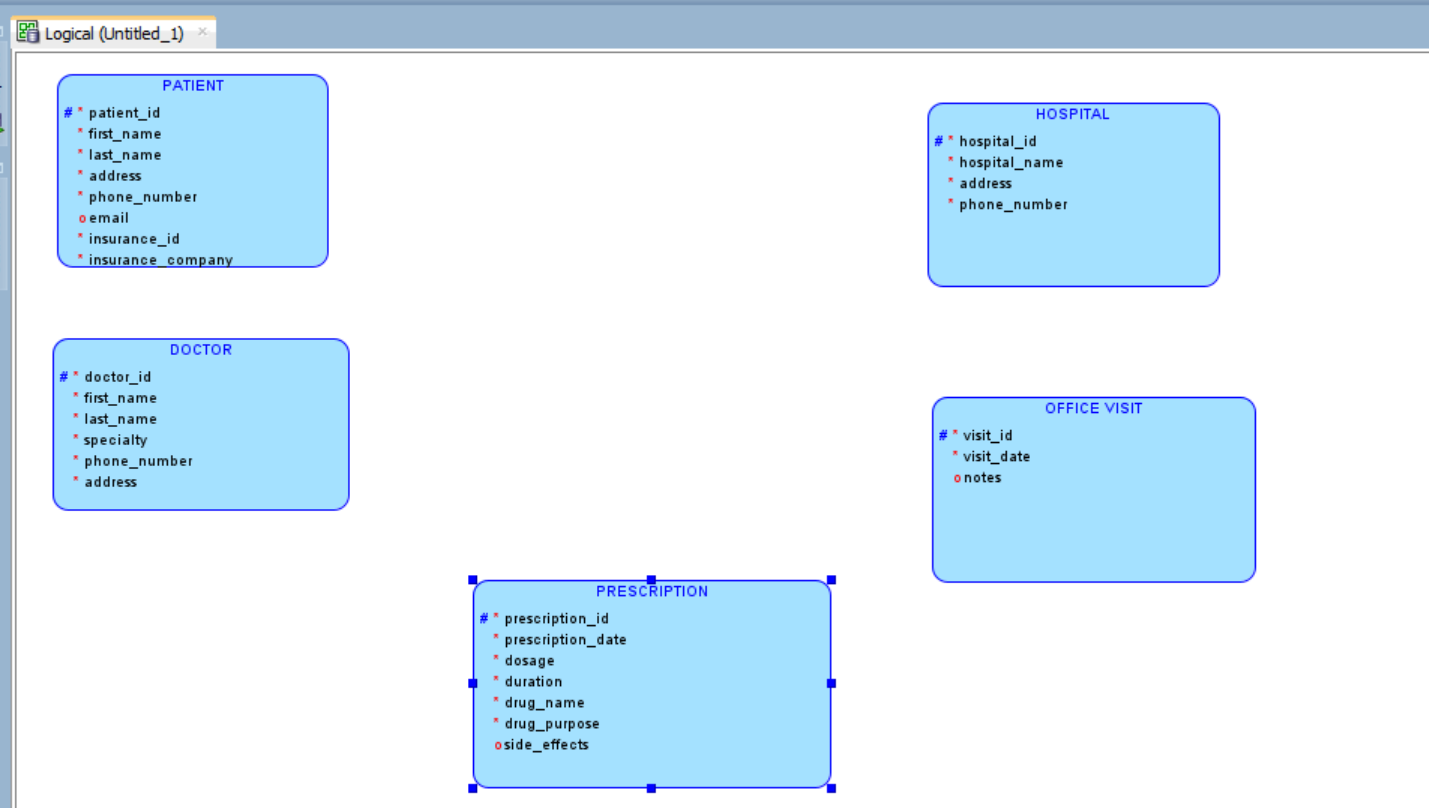 Logical (Untitled_1)
PATIENT
# * patient_id
* first_name
* last_name
* address
* phone_number
o email
* insurance_id
* insurance_company
HOSPITAL
# * hospital_id
* hospital_name
* address
* phone_number
DOCTOR
# * doctor_id
* first_name
* last_name
* specialty
* phone_number
* address
OFFICE VISIT
# * visit_id
* visit_date
o notes
PRESCRIPTION
# * prescription_id
* prescription_date
* dosage
* duration
* drug_name
* drug_purpose
o side_effects